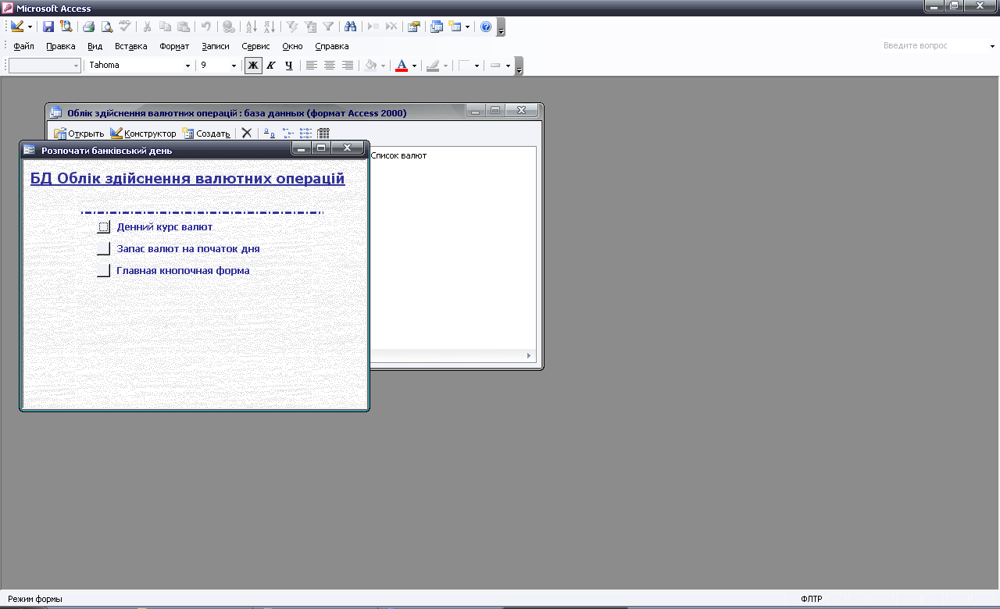 Microsoft Access
Файл Правка Вид Вставка Формат Записи Сервис Окно Справка Введите вопрос
Tahoma 9 Ж К Ч А
Облік здійснення валютних операцій : база данных (формат Access 2000)
Открыть Конструктор Создать
Розпочати банківський день
Список валют
БД Облік здійснення валютних операцій
Денний курс валют
Запас валют на початок дня
Главная кнопочная форма
Режим формы ФЛТР